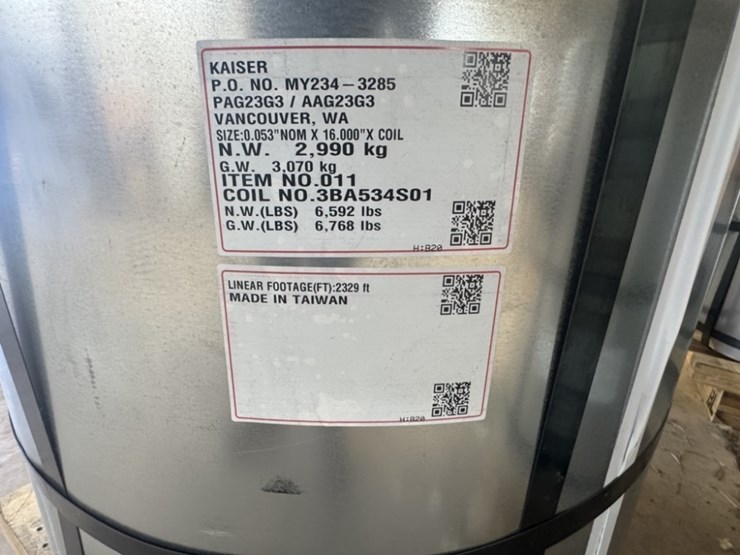 KAISER
P.O. NO. MY234-3285
PAG23G3 / AAG23G3
VANCOUVER, WA
SIZE:0.053"NOM X 16.000"X COIL
N.W. 2,990 kg
G.W. 3,070 kg
ITEM NO.011
COIL NO.3BA534S01
N.W.(LBS) 6,592 lbs
G.W.(LBS) 6,768 lbs
H:B20
LINEAR FOOTAGE(FT):2329 ft
MADE IN TAIWAN
H:B20